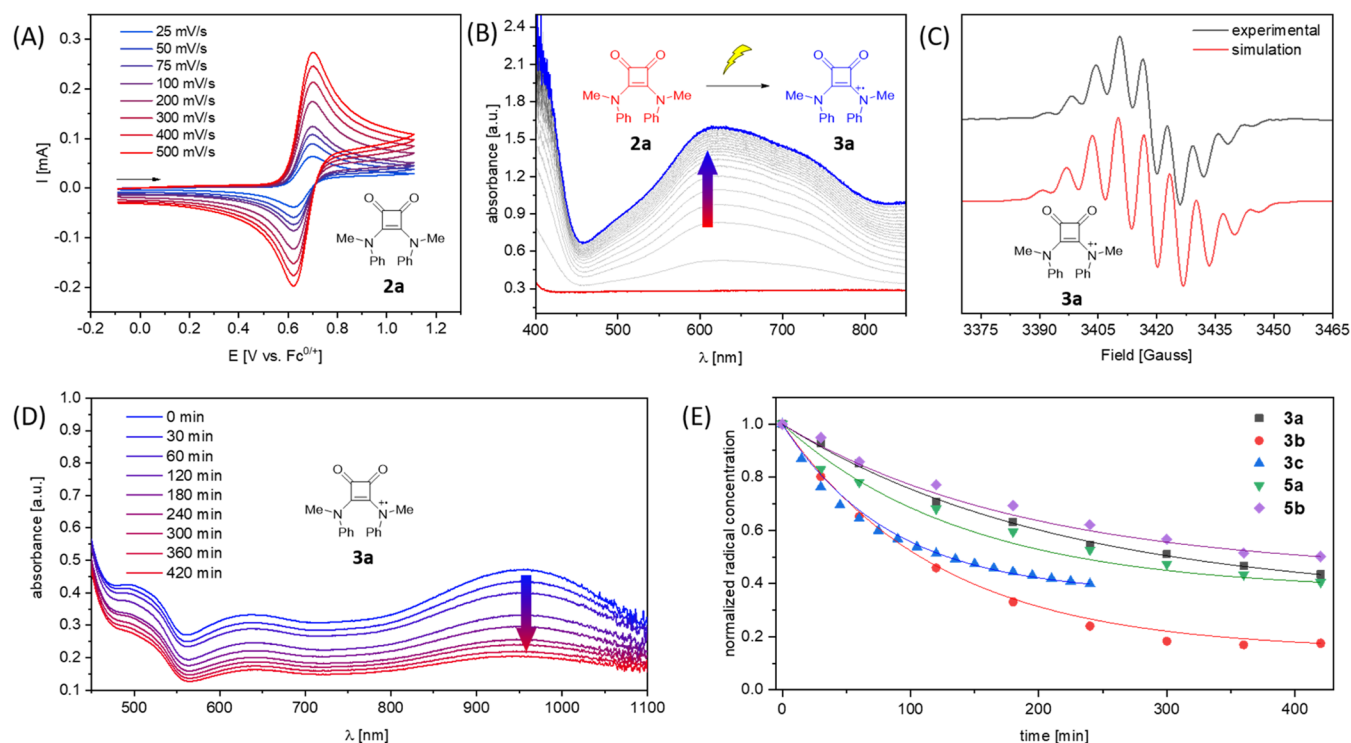 (A)
0.3
0.2
0.1
0.0
-0.1
-0.2
I [mA]
25 mV/s
50 mV/s
75 mV/s
100 mV/s
200 mV/s
300 mV/s
400 mV/s
500 mV/s
O O
Me N N Me
Ph Ph
2a
-0.2 0.0 0.2 0.4 0.6 0.8 1.0 1.2
E [V vs. Fc0/+]
(B)
2.4
2.1
1.8
1.5
1.2
0.9
0.6
0.3
absorbance [a.u.]
O O
Me N N Me
Ph Ph
2a
O O
+•
Me N N Me
Ph Ph
3a
400 500 600 700 800
λ [nm]
(C)
experimental
simulation
O O
+•
Me N N Me
Ph Ph
3a
3375 3390 3405 3420 3435 3450 3465
Field [Gauss]
(D)
1.0
0.9
0.8
0.7
0.6
0.5
0.4
0.3
0.2
0.1
absorbance [a.u.]
0 min
30 min
60 min
120 min
180 min
240 min
300 min
360 min
420 min
O O
+•
Me N N Me
Ph Ph
3a
500 600 700 800 900 1000 1100
λ [nm]
(E)
1.0
0.8
0.6
0.4
0.2
0.0
normalized radical concentration
3a
3b
3c
5a
5b
0 100 200 300 400
time [min]